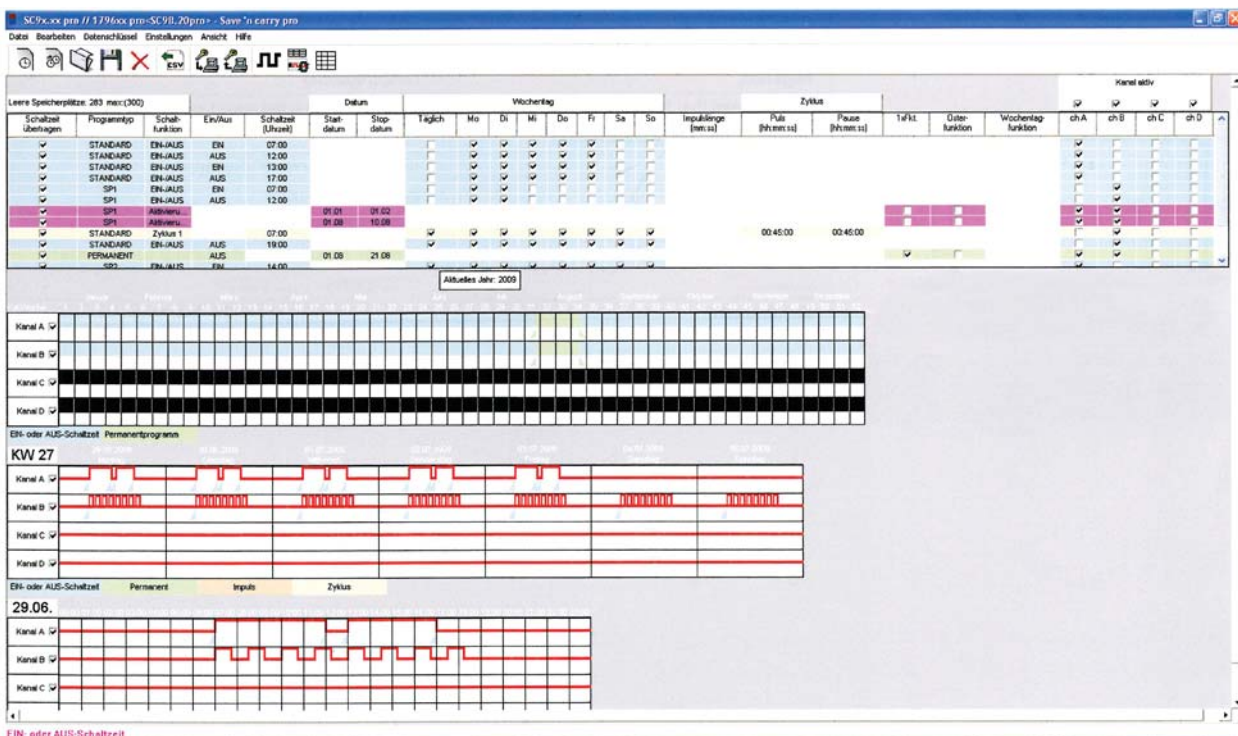 SC9x.xx pro // 1796xx pro<SC98.20pro> - Save 'n carry pro
Datei Bearbeiten Datenschlüssel Einstellungen Ansicht Hilfe
CSV
Kanal aktiv
Leere Speicherplätze: 283 max:(300) Datum Wochentag Zyklus
Schaltzeit übertragen Programmtyp Schalt-funktion Ein/Aus Schaltzeit (Uhrzeit) Start-datum Stop-datum Täglich Mo Di Mi Do Fr Sa So Impulslänge (mm:ss) Puls (hh:mm:ss) Pause (hh:mm:ss) 1xFkt. Oster-funktion Wochentag-funktion ch A ch B ch C ch D
STANDARD EIN-/AUS EIN 07:00
STANDARD EIN-/AUS AUS 12:00
STANDARD EIN-/AUS EIN 13:00
STANDARD EIN-/AUS AUS 17:00
SP1 EIN-/AUS EIN 07:00
SP1 EIN-/AUS AUS 12:00
SP1 Aktivieru... 01.01 01.02
SP1 Aktivieru... 01.08 10.08
STANDARD Zyklus 1 07:00 00:45:00 00:45:00
STANDARD EIN-/AUS AUS 19:00
PERMANENT AUS 01.08 21.08
SP2 EIN-/AUS EIN 14:00
Aktuelles Jahr: 2009
Kanal A
Kanal B
Kanal C
Kanal D
EIN- oder AUS-Schaltzeit Permanentprogramm
KW 27
Kanal A
Kanal B
Kanal C
Kanal D
EIN- oder AUS-Schaltzeit Permanent Impuls Zyklus
29.06.
Kanal A
Kanal B
Kanal C
EIN- oder AUS-Schaltzeit